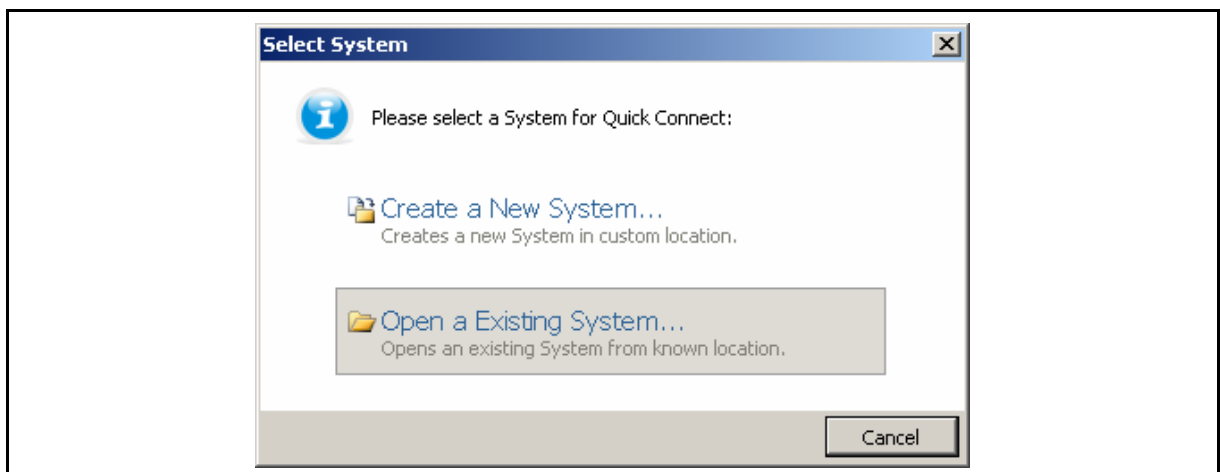 Select System
Please select a System for Quick Connect:
Create a New System...
Creates a new System in custom location.
Open a Existing System...
Opens an existing System from known location.
Cancel